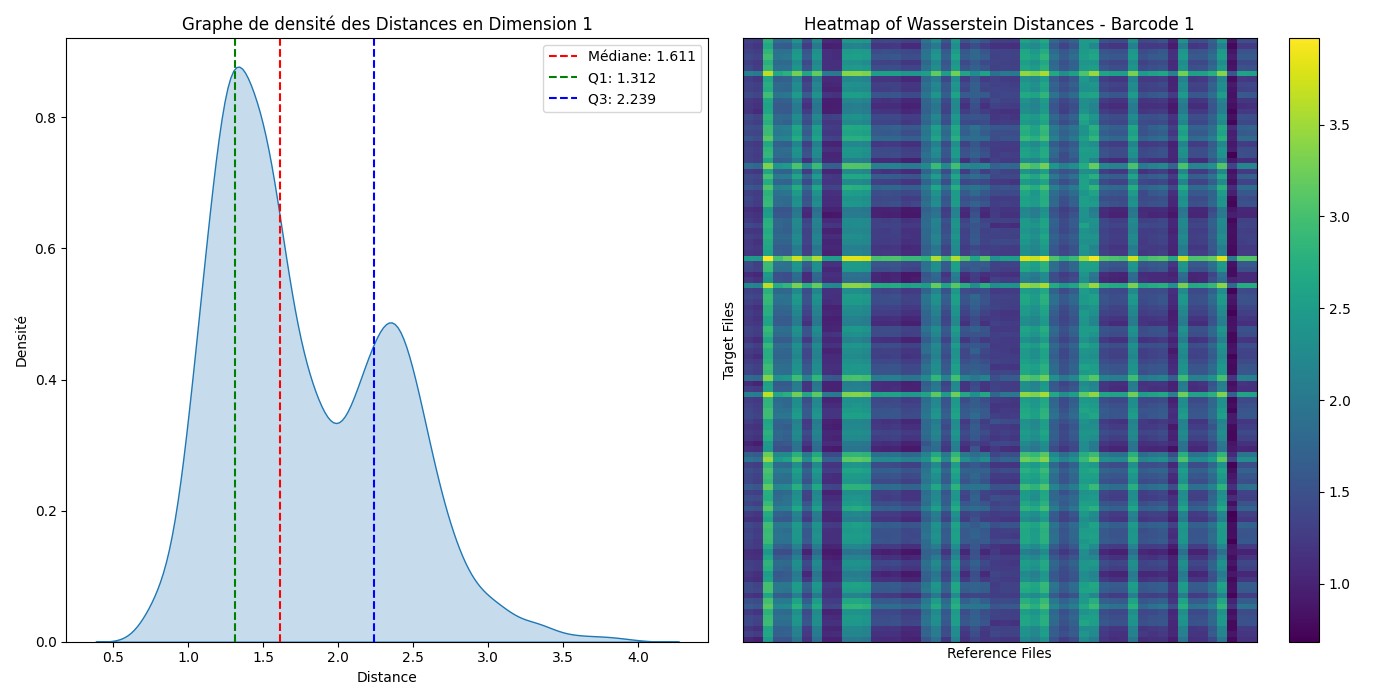 Graphe de densité des Distances en Dimension 1
Médiane: 1.611
Q1: 1.312
Q3: 2.239
Densité
0.8
0.6
0.4
0.2
0.0
0.5 1.0 1.5 2.0 2.5 3.0 3.5 4.0
Distance
Heatmap of Wasserstein Distances - Barcode 1
Target Files
Reference Files
3.5
3.0
2.5
2.0
1.5
1.0